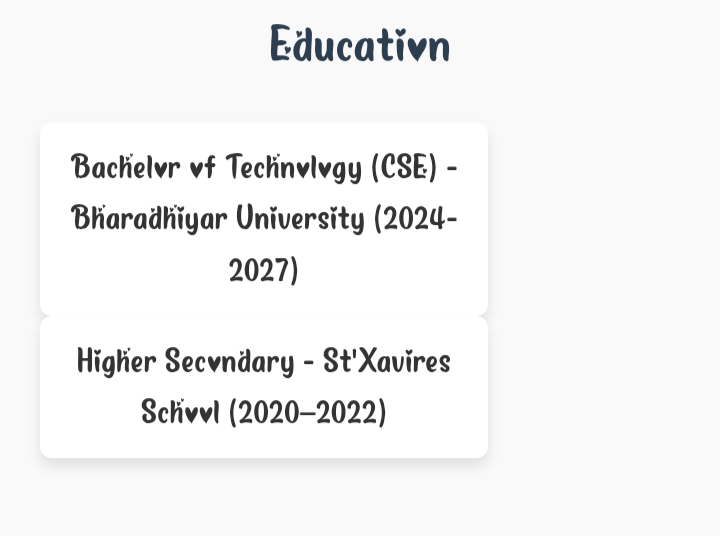 Education
Bachelor of Technology (CSE) -
Bharadhiyar University (2024-
2027)
Higher Secondary - St'Xavires
School (2020–2022)